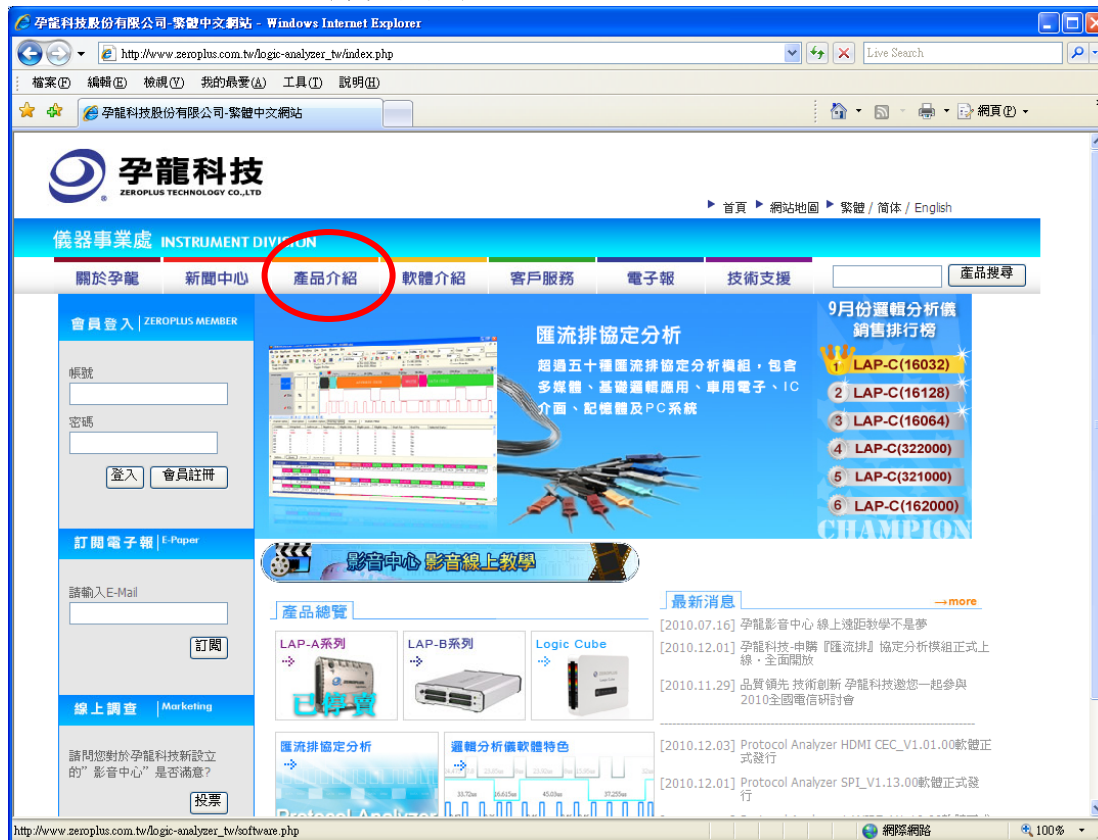 孕龍科技股份有限公司-繁體中文網站 - Windows Internet Explorer
http://www.zeroplus.com.tw/logic-analyzer_tw/index.php
Live Search
檔案(F) 編輯(E) 檢視(V) 我的最愛(A) 工具(T) 說明(H)
孕龍科技股份有限公司-繁體中文網站
網頁(P)
孕龍科技
ZEROPLUS TECHNOLOGY CO.,LTD
首頁 網站地圖 繁體 / 简体 / English
儀器事業處 INSTRUMENT DIVISION
關於孕龍 新聞中心 產品介紹 軟體介紹 客戶服務 電子報 技術支援 產品搜尋
會員登入 ZEROPLUS MEMBER
帳號
密碼
登入 會員註冊
匯流排協定分析
超過五十種匯流排協定分析模組，包含
多媒體、基礎邏輯應用、車用電子、IC
介面、記憶體及PC系統
9月份邏輯分析儀
銷售排行榜
1 LAP-C(16032)
2 LAP-C(16128)
3 LAP-C(16064)
4 LAP-C(322000)
5 LAP-C(321000)
6 LAP-C(162000)
CHAMPION
訂閱電子報 E-Paper
請輸入E-Mail
訂閱
影音中心 影音線上教學
產品總覽
LAP-A系列
已停賣
LAP-B系列
Logic Cube
最新消息 →more
[2010.07.16] 孕龍影音中心 線上遠距教學不是夢
[2010.12.01] 孕龍科技-申購『匯流排』協定分析模組正式上
線，全面開放
[2010.11.29] 品質領先 技術創新 孕龍科技邀您一起參與
2010全國電信研討會
[2010.12.03] Protocol Analyzer HDMI CEC_V1.01.00軟體正
式發行
[2010.12.01] Protocol Analyzer SPI_V1.13.00軟體正式發
行
線上調查 Marketing
請問您對於孕龍科技新設立
的"影音中心"是否滿意?
投票
匯流排協定分析
Protocol Analyzer
邏輯分析儀軟體特色
33.72us 16.615us 45.03us 37.255us
http://www.zeroplus.com.tw/logic-analyzer_tw/software.php
網際網路
100%